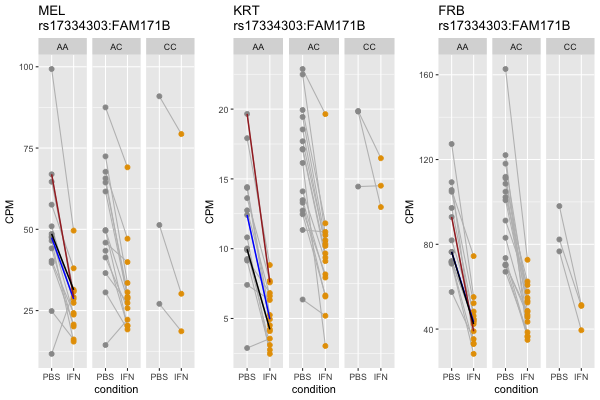 MEL
rs17334303:FAM171B
AA AC CC
100
75
50
25
CPM
PBS IFN PBS IFN PBS IFN
condition
KRT
rs17334303:FAM171B
AA AC CC
20
15
10
5
CPM
PBS IFN PBS IFN PBS IFN
condition
FRB
rs17334303:FAM171B
AA AC CC
160
120
80
40
CPM
PBS IFN PBS IFN PBS IFN
condition